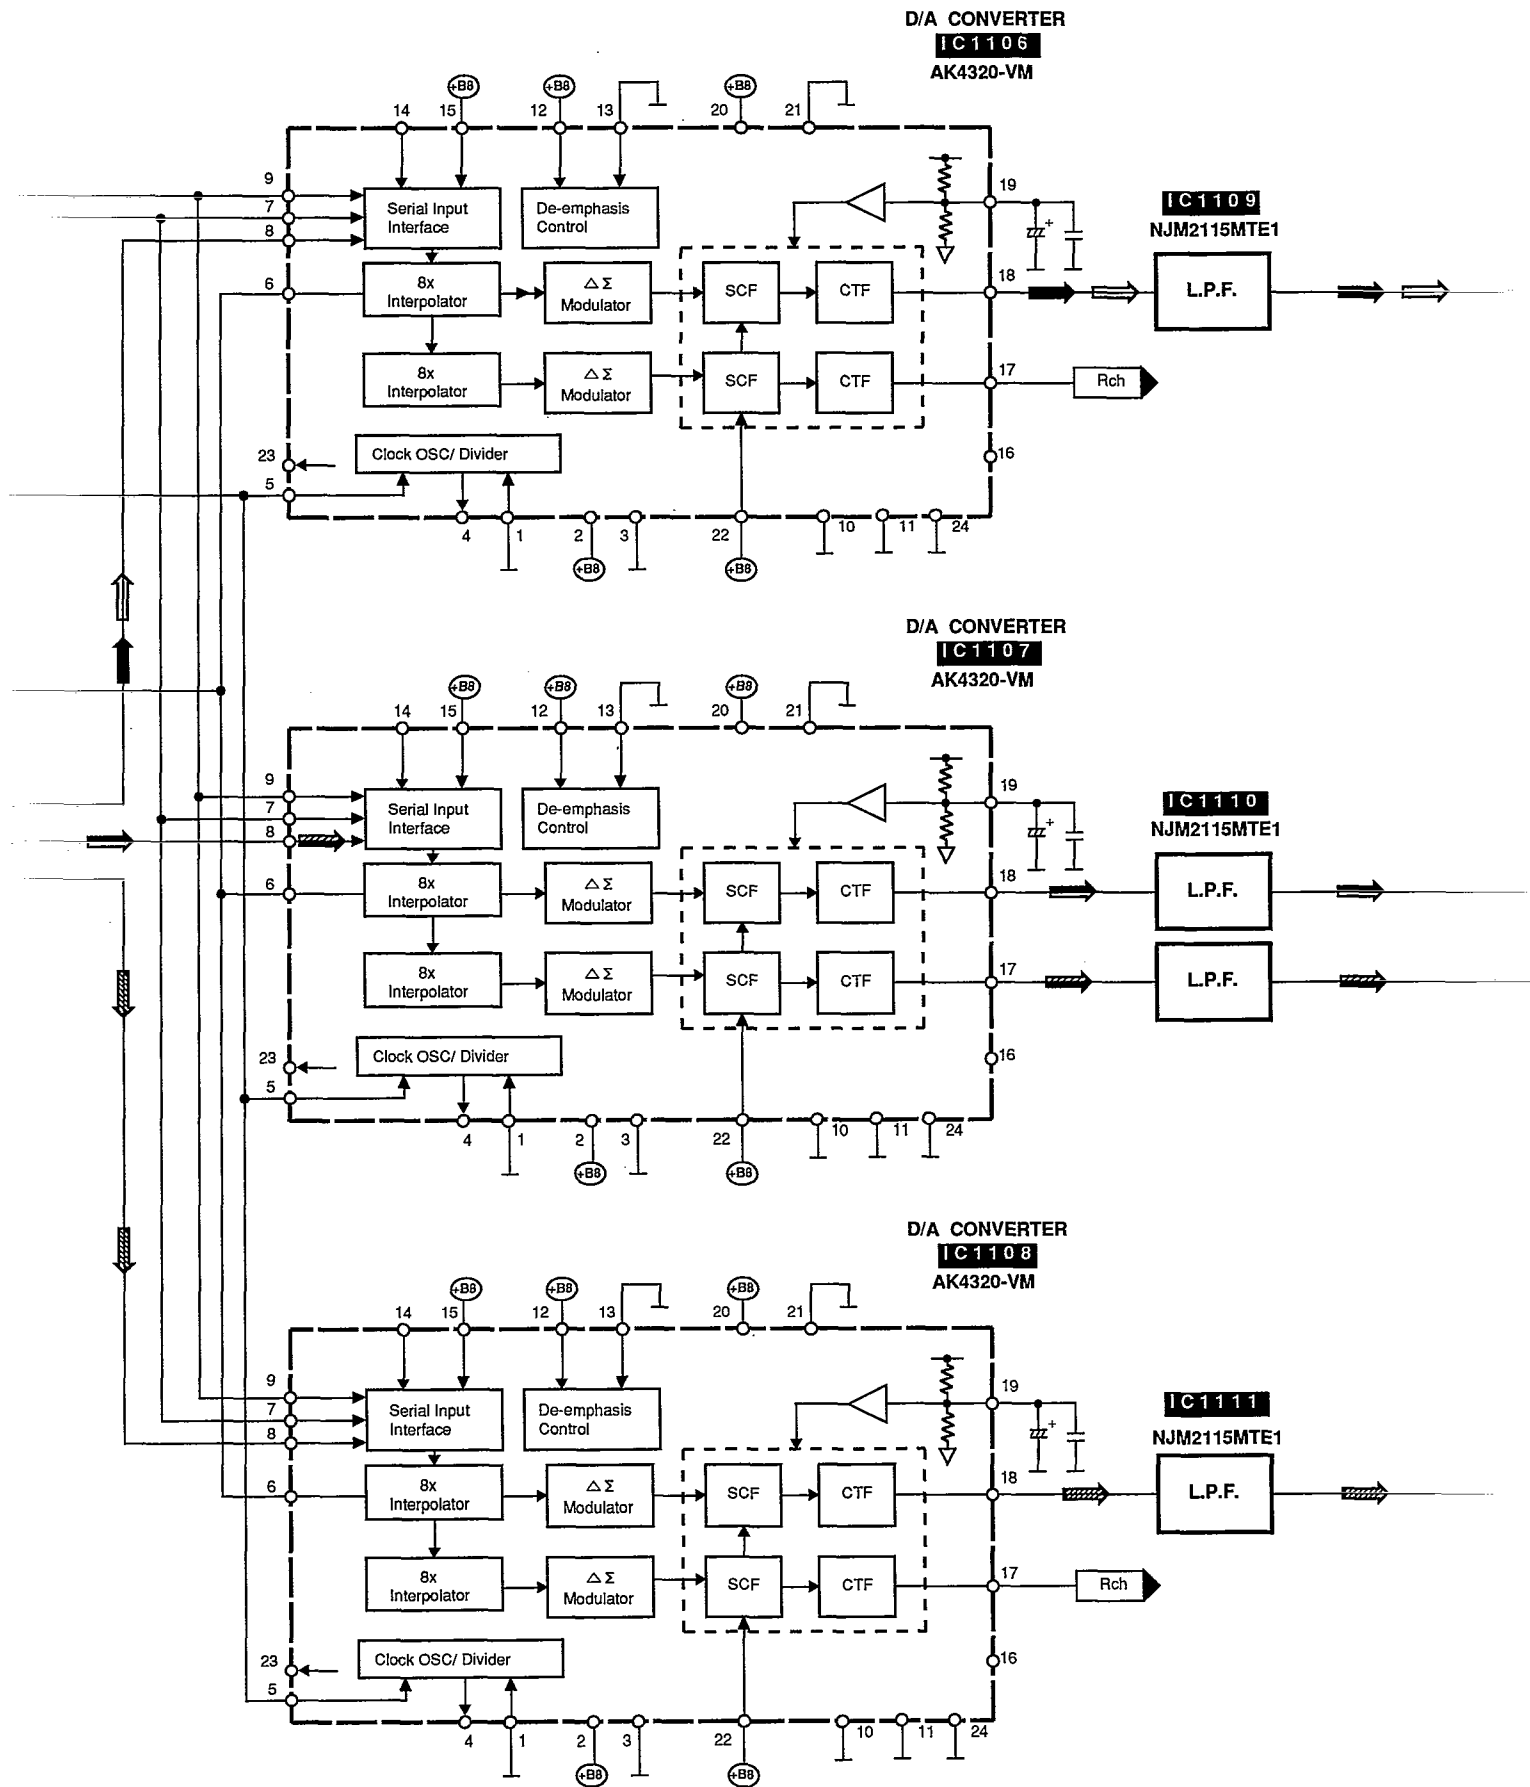 D/A CONVERTER
IC1106
AK4320-VM
+B8 +B8 +B8
14 15 12 13 20 21
9
7
8
6
Serial Input
Interface
De-emphasis
Control
19
IC1109
NJM2115MTE1
8x
Interpolator
Δ Σ
Modulator
SCF
CTF
18
L.P.F.
8x
Interpolator
Δ Σ
Modulator
SCF
CTF
17
Rch
23
Clock OSC/ Divider
16
5
4 1 2 3 22 10 11 24
+B8 +B8
D/A CONVERTER
IC1107
AK4320-VM
+B8 +B8 +B8
14 15 12 13 20 21
9
7
8
6
Serial Input
Interface
De-emphasis
Control
19
IC1110
NJM2115MTE1
8x
Interpolator
Δ Σ
Modulator
SCF
CTF
18
L.P.F.
8x
Interpolator
Δ Σ
Modulator
SCF
CTF
17
L.P.F.
23
Clock OSC/ Divider
16
5
4 1 2 3 22 10 11 24
+B8 +B8
D/A CONVERTER
IC1108
AK4320-VM
+B8 +B8 +B8
14 15 12 13 20 21
9
7
8
6
Serial Input
Interface
De-emphasis
Control
19
IC1111
NJM2115MTE1
8x
Interpolator
Δ Σ
Modulator
SCF
CTF
18
L.P.F.
8x
Interpolator
Δ Σ
Modulator
SCF
CTF
17
Rch
23
Clock OSC/ Divider
16
5
4 1 2 3 22 10 11 24
+B8 +B8